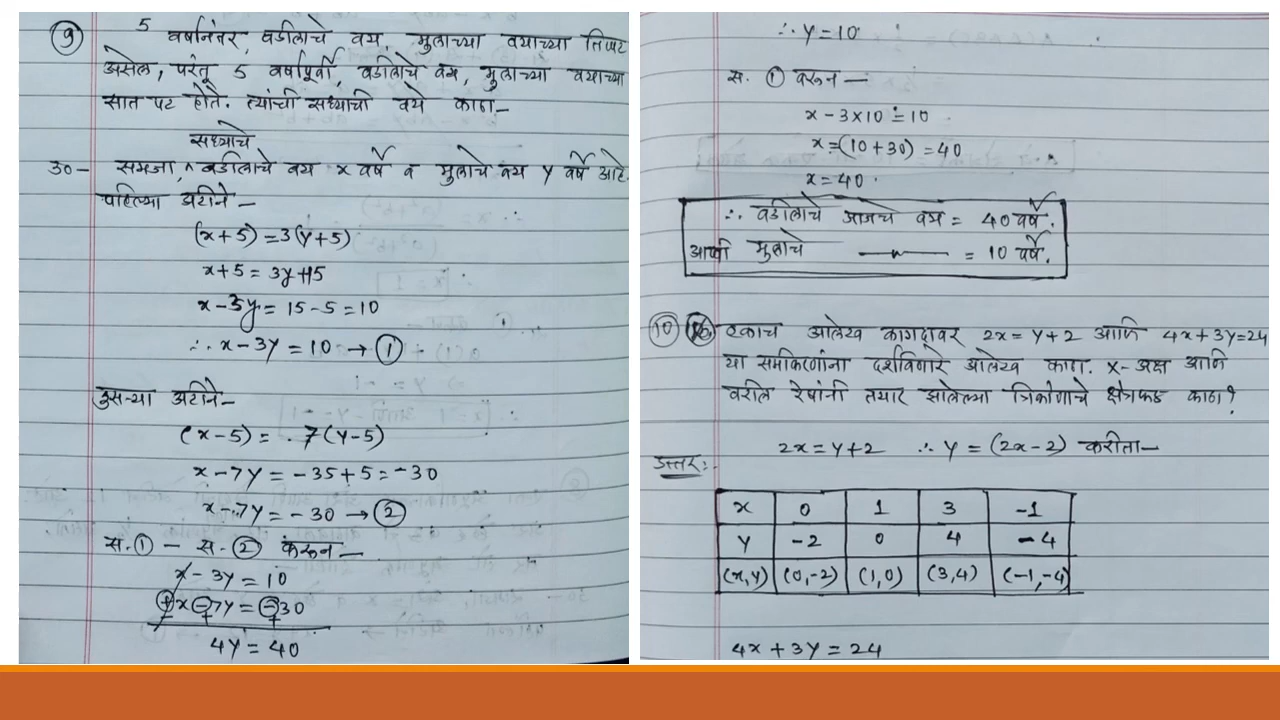 9 5 वर्षानंतर, वडीलाचे वय, मुलाच्या वयाच्या तिप्पट
असेल, परंतू 5 वर्षापूर्वी, वडीलाचे वय, मुलाच्या वयाच्या
सात पट होते. त्यांची सध्याची वये काढा-
सध्याचे
उ0- समजा, ^ वडीलाचे वय x वर्षे व मुलाचे वय y वर्षे आहे.
पहिल्या अटीने -
(x+5) =3(y+5)
x+5 = 3y+15
x-3y = 15-5 =10
∴ x-3y = 10 → ①
दुसऱ्या अटीने-
(x-5) = 7(y-5)
x-7y = -35+5 = -30
x-7y = -30 → ②
स.① - स.② करून -
x-3y = 10
x 7y = 30
4y = 40
∴ y = 10
स. ① वरून -
x-3×10 = 10
x = (10+30) = 40
x = 40
∴ वडीलाचे आजचे वय = 40 वर्षे.
आणी मुलाचे —〃— = 10 वर्षे.
10 एकाच आलेख कागदावर 2x = y+2 आणि 4x+3y=24
या समीकरणांना दर्शविणारे आलेख काढा. x-अक्ष आणि
वरील रेषांनी तयार झालेल्या त्रिकोणाचे क्षेत्रफळ काढा?
उत्तर:- 2x = y+2 ∴ y = (2x-2) करीता-
x 0 1 3 -1
y -2 0 4 -4
(x,y) (0,-2) (1,0) (3,4) (-1,-4)
4x+3y = 24